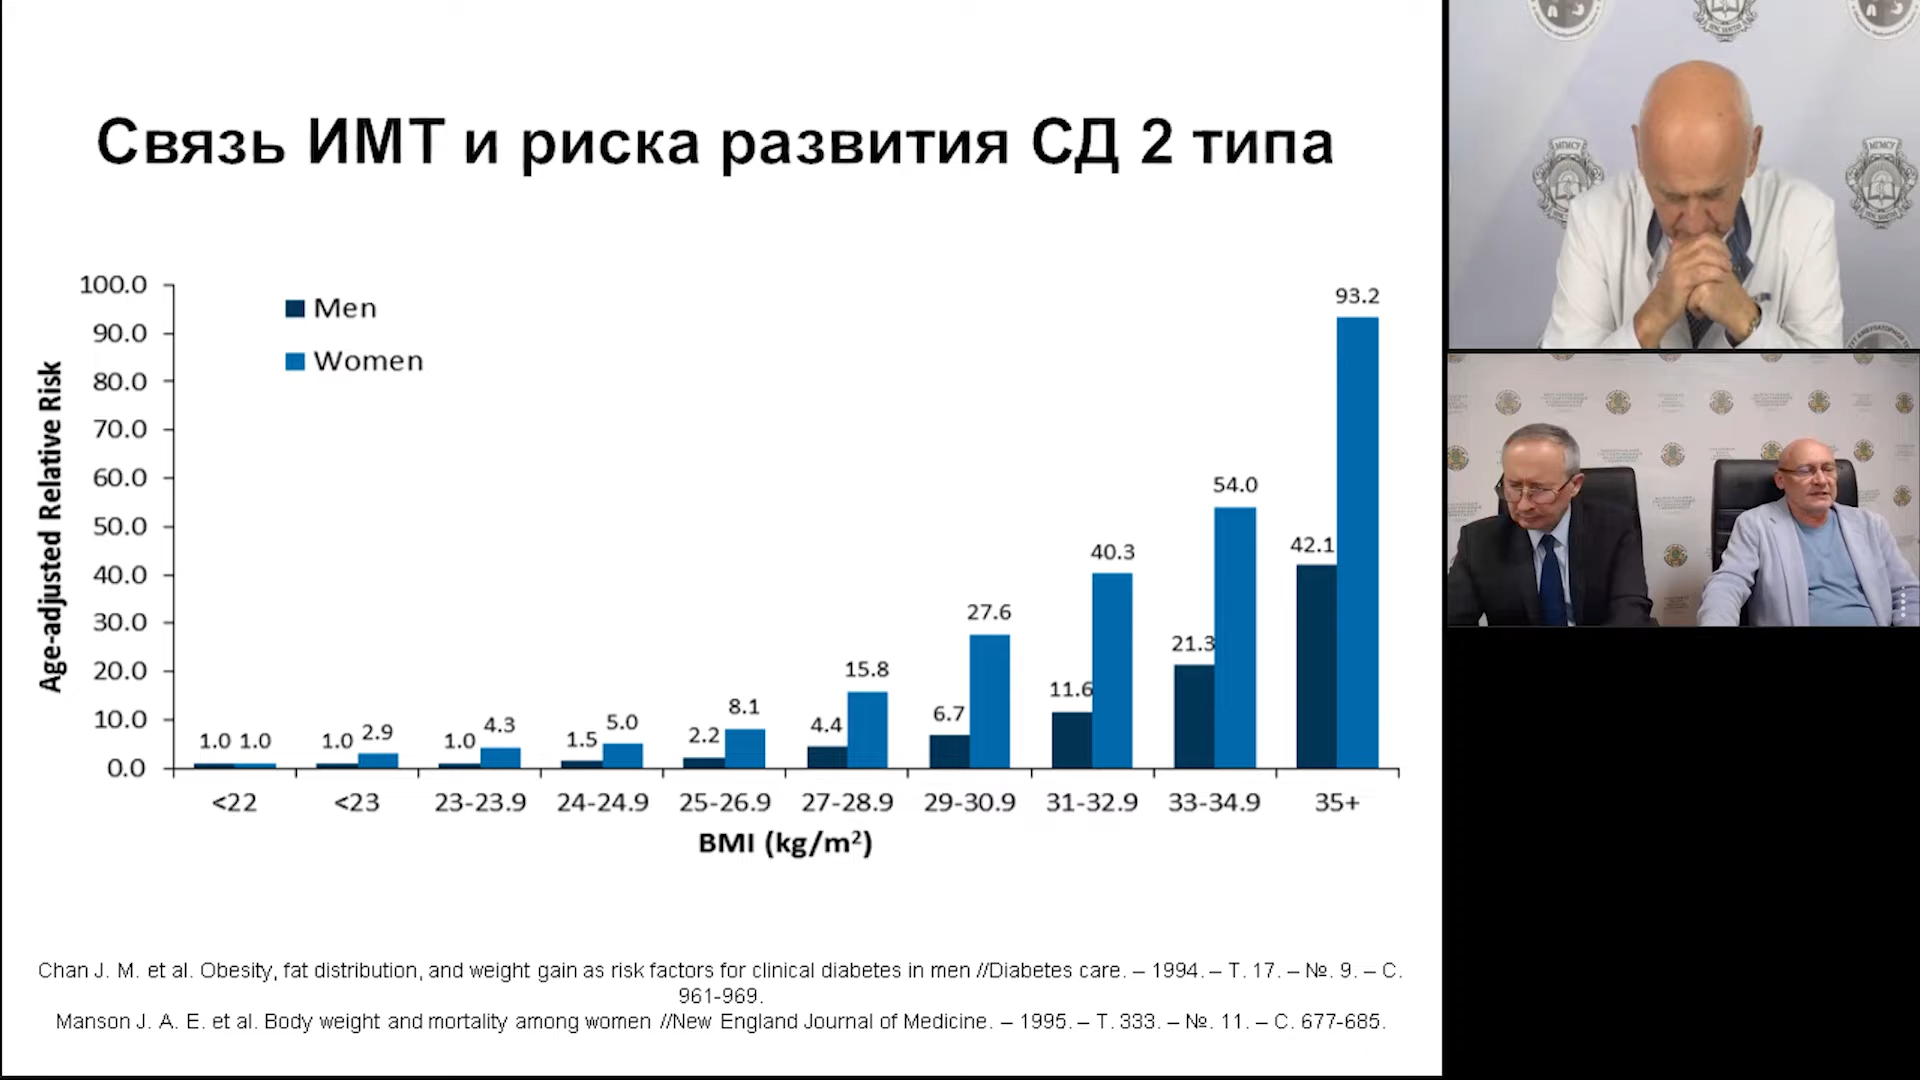 Связь ИМТ и риска развития СД 2 типа
Age-adjusted Relative Risk
100.0
90.0
80.0
70.0
60.0
50.0
40.0
30.0
20.0
10.0
0.0
Men
Women
1.0 1.0
1.0 2.9
1.0 4.3
1.5 5.0
2.2 8.1
4.4 15.8
6.7 27.6
11.6 40.3
21.3 54.0
42.1 93.2
<22 <23 23-23.9 24-24.9 25-26.9 27-28.9 29-30.9 31-32.9 33-34.9 35+
BMI (kg/m²)
Chan J. M. et al. Obesity, fat distribution, and weight gain as risk factors for clinical diabetes in men //Diabetes care. – 1994. – Т. 17. – №. 9. – С.
961-969.
Manson J. A. E. et al. Body weight and mortality among women //New England Journal of Medicine. – 1995. – Т. 333. – №. 11. – С. 677-685.
МГМСУ
МГМСУ